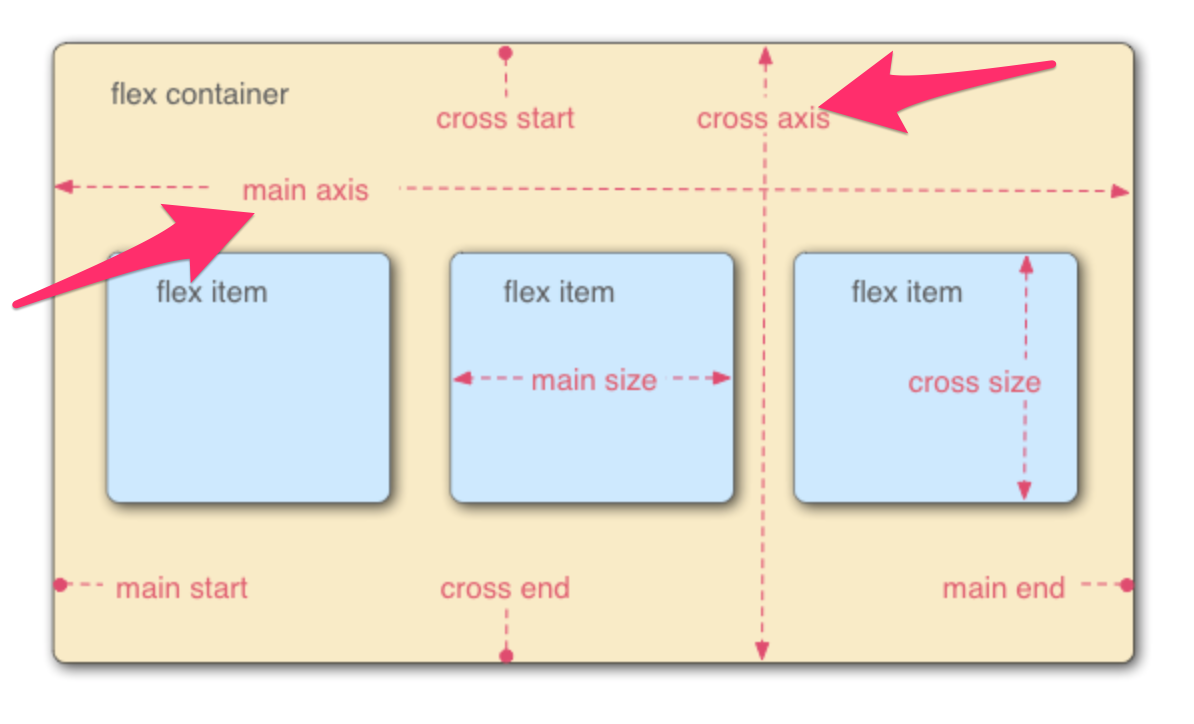 flex container
cross start
cross axis
main axis
flex item
flex item
flex item
main size
cross size
main start
cross end
main end